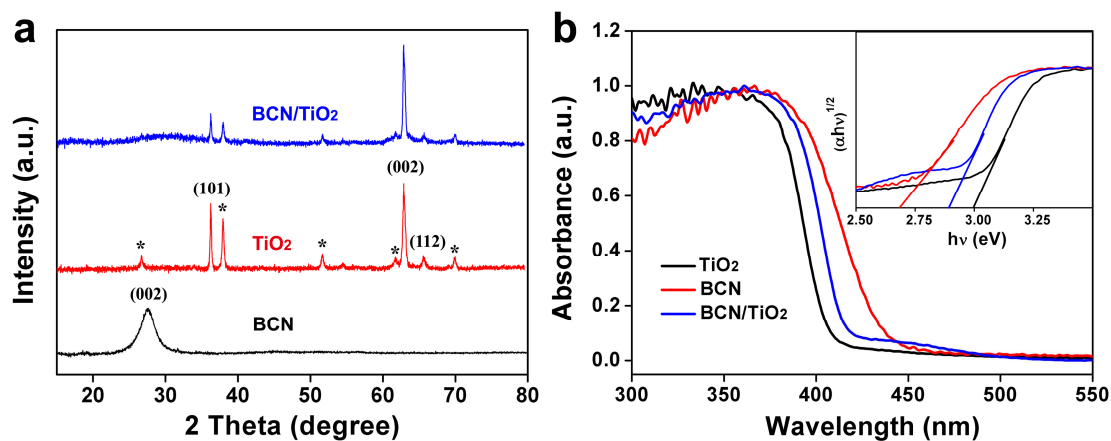 a
Intensity (a.u.)
BCN/TiO2
(002)
(101)
*
*
*
*
(112)
*
TiO2
(002)
BCN
20 30 40 50 60 70 80
2 Theta (degree)
b
Absorbance (a.u.)
1.2
1.0
0.8
0.6
0.4
0.2
0.0
TiO2
BCN
BCN/TiO2
300 350 400 450 500 550
Wavelength (nm)
(αhν)1/2
2.50 2.75 3.00 3.25
hν (eV)